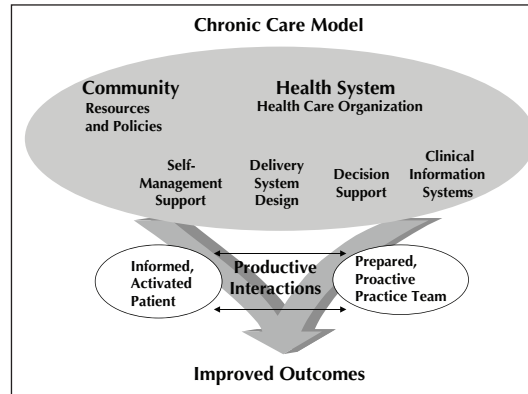 Chronic Care Model
Community
Resources
and Policies
Health System
Health Care Organization
Self-
Management
Support
Delivery
System
Design
Decision
Support
Clinical
Information
Systems
Informed,
Activated
Patient
Productive
Interactions
Prepared,
Proactive
Practice Team
Improved Outcomes